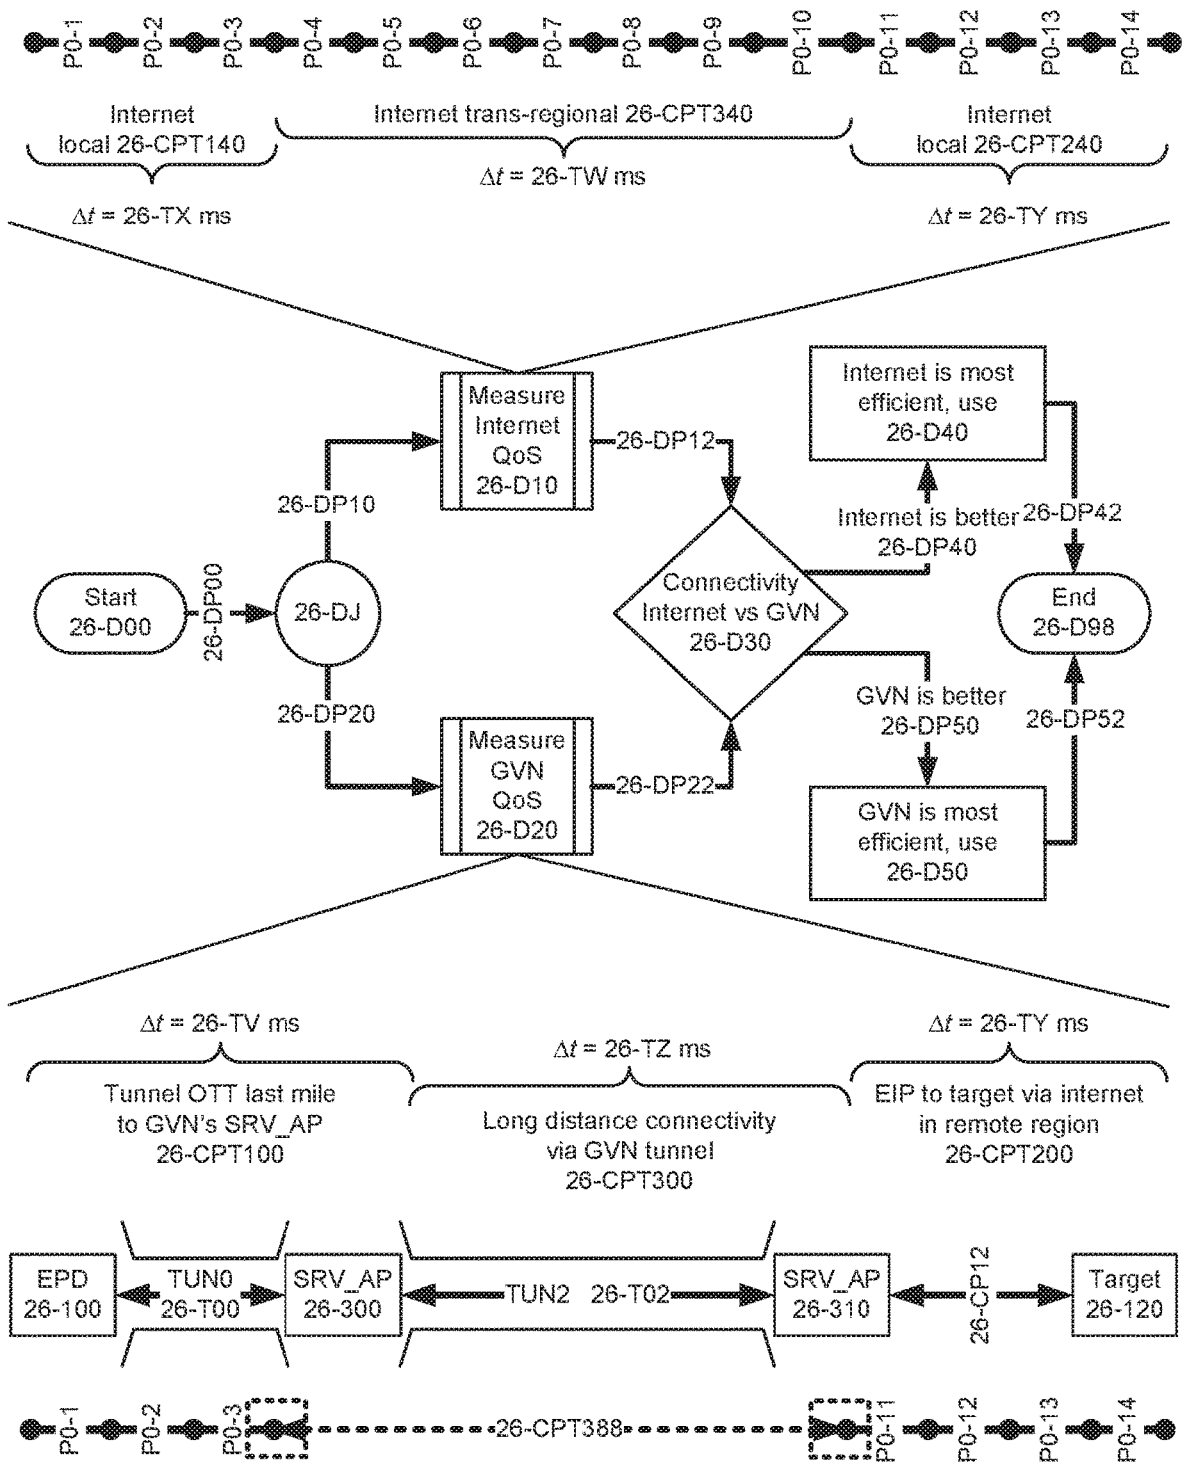 P0-1
P0-2
P0-3
P0-4
P0-5
P0-6
P0-7
P0-8
P0-9
P0-10
P0-11
P0-12
P0-13
P0-14
Internet
local 26-CPT140
Internet trans-regional 26-CPT340
Internet
local 26-CPT240
Δt = 26-TX ms
Δt = 26-TW ms
Δt = 26-TY ms
Measure
Internet
QoS
26-D10
Internet is most
efficient, use
26-D40
26-DP10
26-DP12
Internet is better
26-DP40
26-DP42
Start
26-D00
26-DP00
26-DJ
Connectivity
Internet vs GVN
26-D30
End
26-D98
26-DP20
GVN is better
26-DP50
26-DP52
Measure
GVN
QoS
26-D20
26-DP22
GVN is most
efficient, use
26-D50
Δt = 26-TV ms
Δt = 26-TZ ms
Δt = 26-TY ms
Tunnel OTT last mile
to GVN's SRV_AP
26-CPT100
Long distance connectivity
via GVN tunnel
26-CPT300
EIP to target via internet
in remote region
26-CPT200
EPD
26-100
TUN0
26-T00
SRV_AP
26-300
TUN2 26-T02
SRV_AP
26-310
26-CP12
Target
26-120
P0-1
P0-2
P0-3
26-CPT388
P0-11
P0-12
P0-13
P0-14